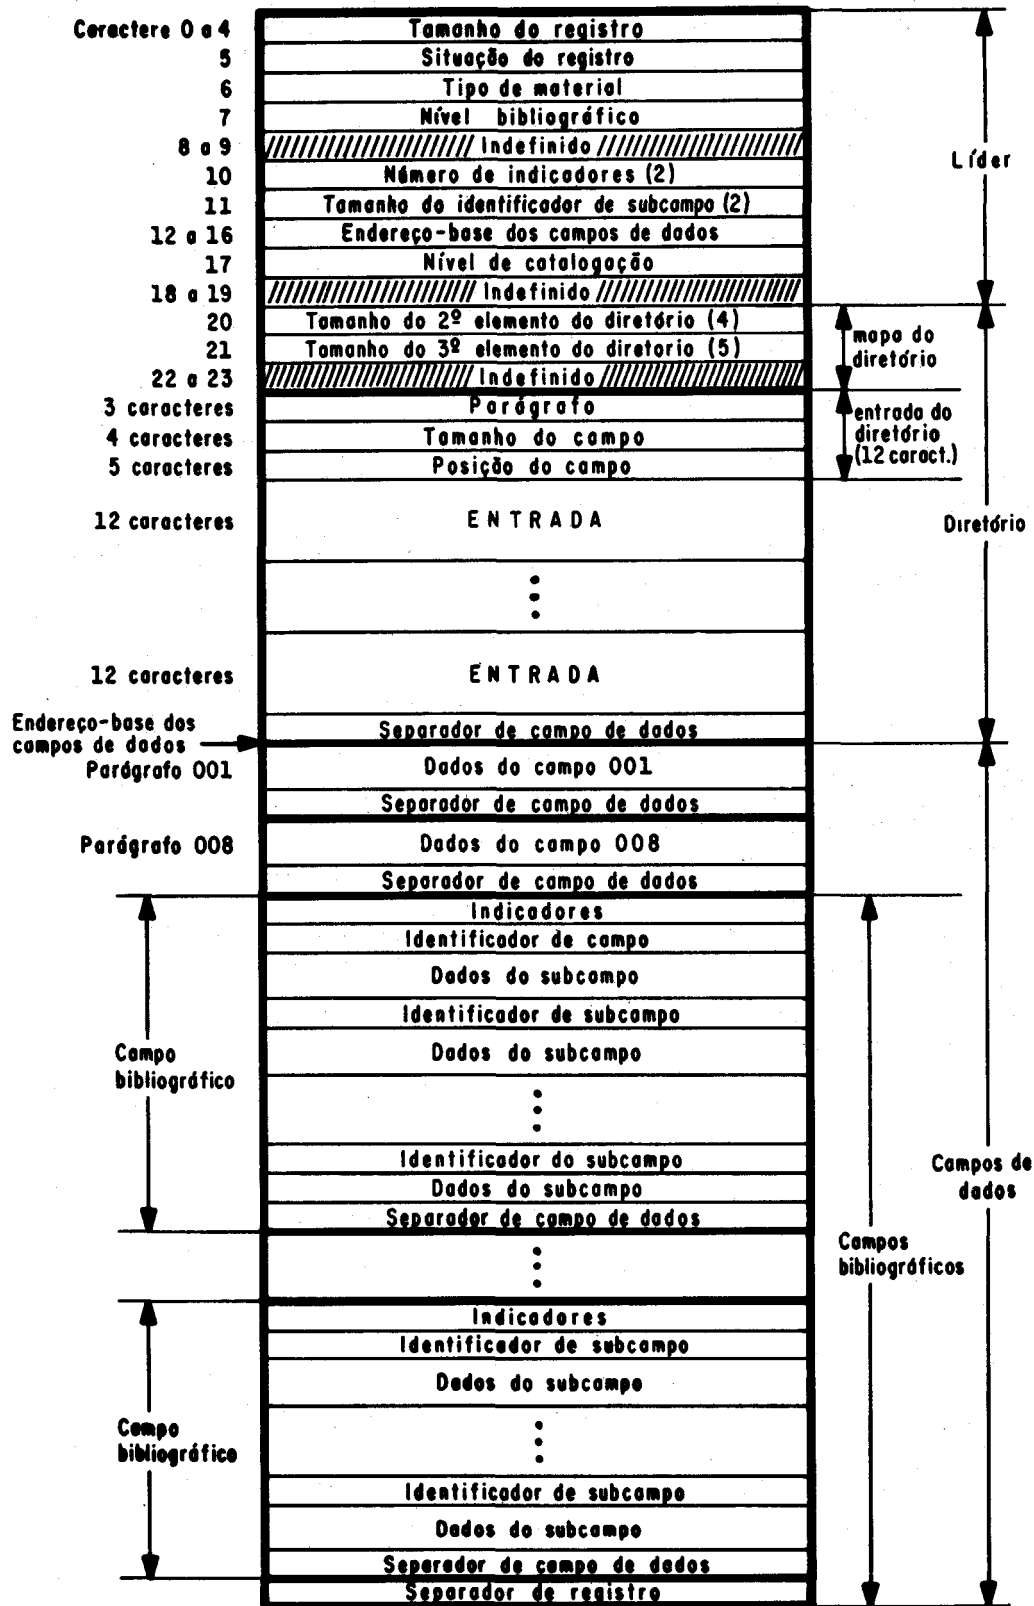 Caractere 0 a 4 Tamanho do registro
5 Situação do registro
6 Tipo de material
7 Nível bibliográfico
8 a 9 Indefinido
10 Número de indicadores (2)
11 Tamanho do identificador de subcampo (2)
12 a 16 Endereço-base dos campos de dados
17 Nível de catalogação
18 a 19 Indefinido
Líder
20 Tamanho do 2º elemento do diretório (4)
21 Tamanho do 3º elemento do diretorio (5)
22 a 23 Indefinido
mapa do
diretório
3 caracteres Parágrafo
4 caracteres Tamanho do campo
5 caracteres Posição do campo
entrada do
diretório
(12 caract.)
12 caracteres ENTRADA
Diretório
12 caracteres ENTRADA
Separador de campo de dados
Endereço-base dos
campos de dados
Parágrafo 001 Dados do campo 001
Separador de campo de dados
Parágrafo 008 Dados do campo 008
Separador de campo de dados
Indicadores
Identificador de campo
Dados do subcampo
Identificador de subcampo
Dados do subcampo
Campo
bibliográfico
Identificador do subcampo
Dados do subcampo
Separador de campo de dados
Campos de
dados
Campos
bibliográficos
Indicadores
Identificador de subcampo
Dados do subcampo
Campo
bibliográfico
Identificador de subcampo
Dados do subcampo
Separador de campo de dados
Separador de registro